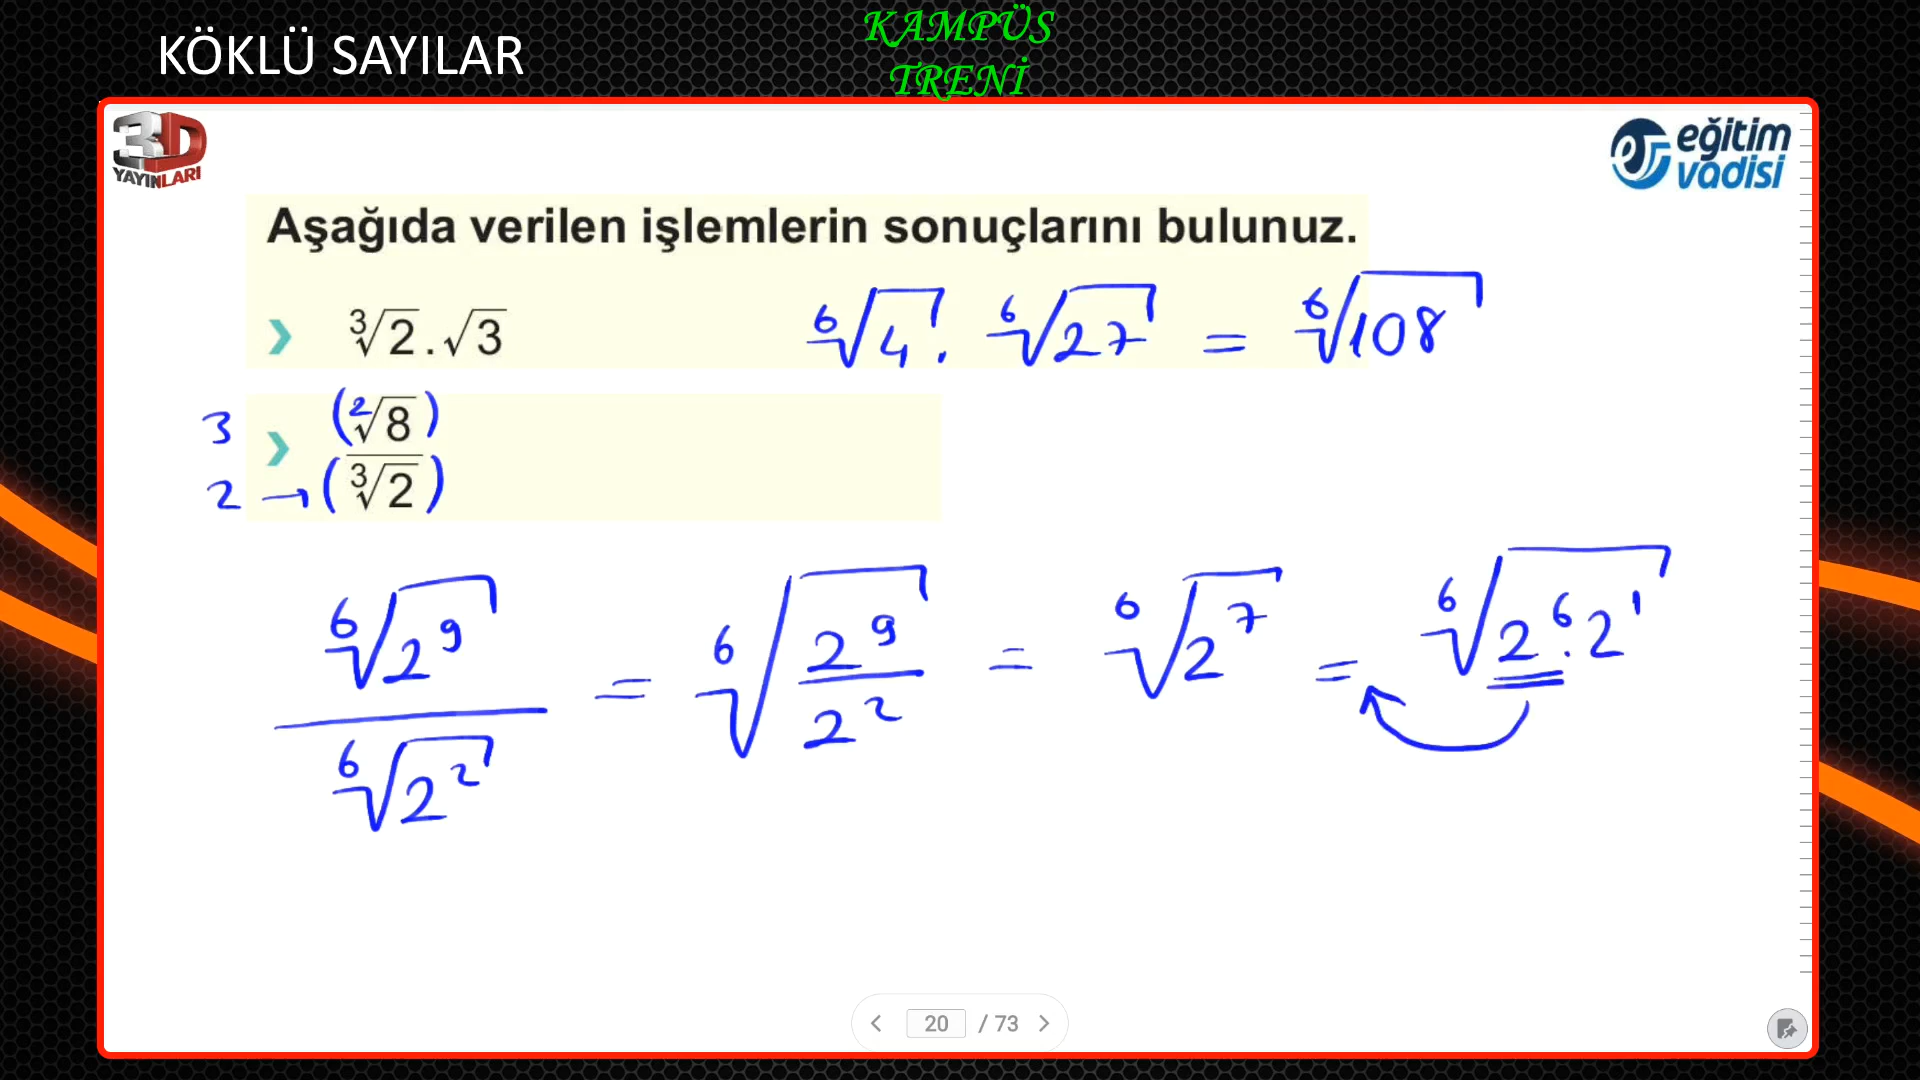 KÖKLÜ SAYILAR
KAMPÜS
TRENİ
3D
YAYINLARI
eğitim
vadisi
Aşağıda verilen işlemlerin sonuçlarını bulunuz.
❯ ∛2 . √3    ⁶√4 . ⁶√27 = ⁶√108
3 ❯ (²√8)
2 → (∛2)
⁶√2⁹ / ⁶√2² = ⁶√(2⁹/2²) = ⁶√2⁷ = ⁶√(2⁶.2¹)
20 / 73